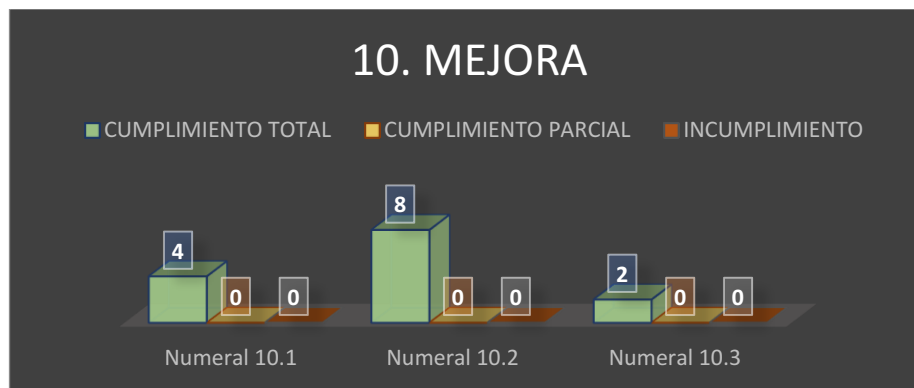 10. MEJORA
CUMPLIMIENTO TOTAL CUMPLIMIENTO PARCIAL INCUMPLIMIENTO
4 0 0 8 0 0 2 0 0
Numeral 10.1 Numeral 10.2 Numeral 10.3